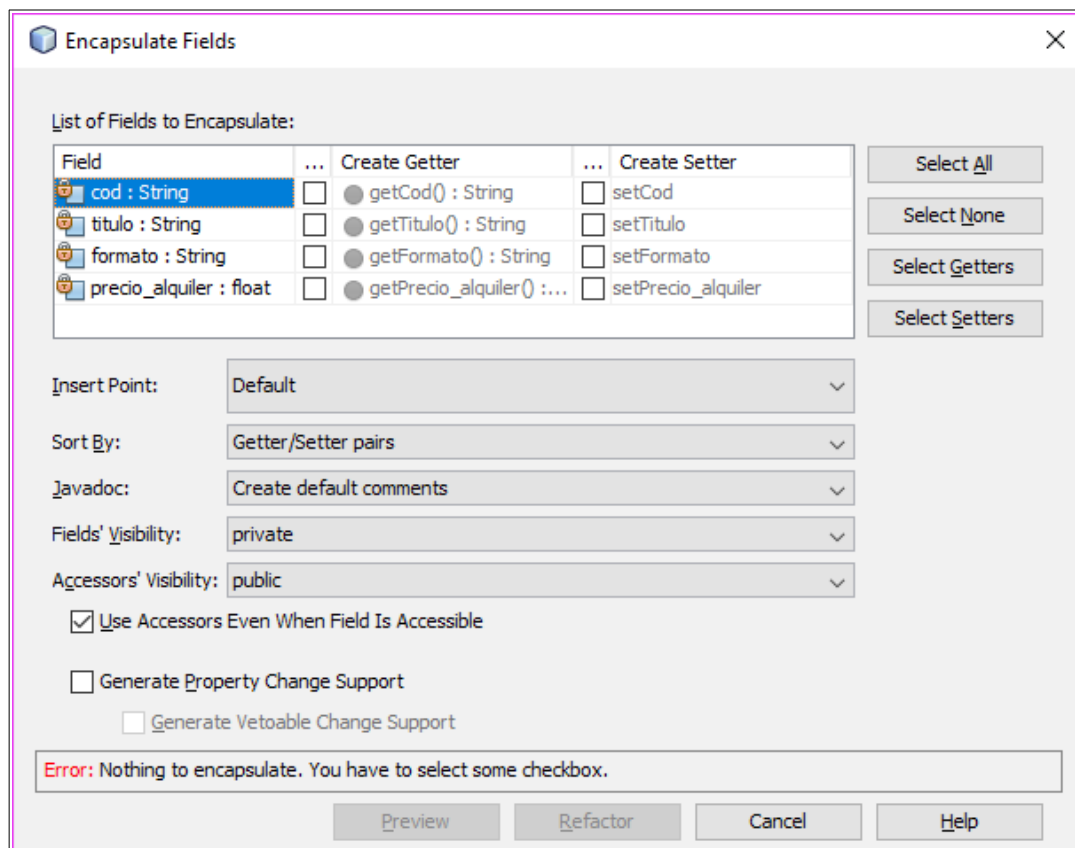 Encapsulate Fields
List of Fields to Encapsulate:
Field ... Create Getter ... Create Setter
cod : String getCod() : String setCod
titulo : String getTitulo() : String setTitulo
formato : String getFormato() : String setFormato
precio_alquiler : float getPrecio_alquiler() :... setPrecio_alquiler
Select All
Select None
Select Getters
Select Setters
Insert Point: Default
Sort By: Getter/Setter pairs
Javadoc: Create default comments
Fields' Visibility: private
Accessors' Visibility: public
Use Accessors Even When Field Is Accessible
Generate Property Change Support
Generate Vetoable Change Support
Error: Nothing to encapsulate. You have to select some checkbox.
Preview Refactor Cancel Help